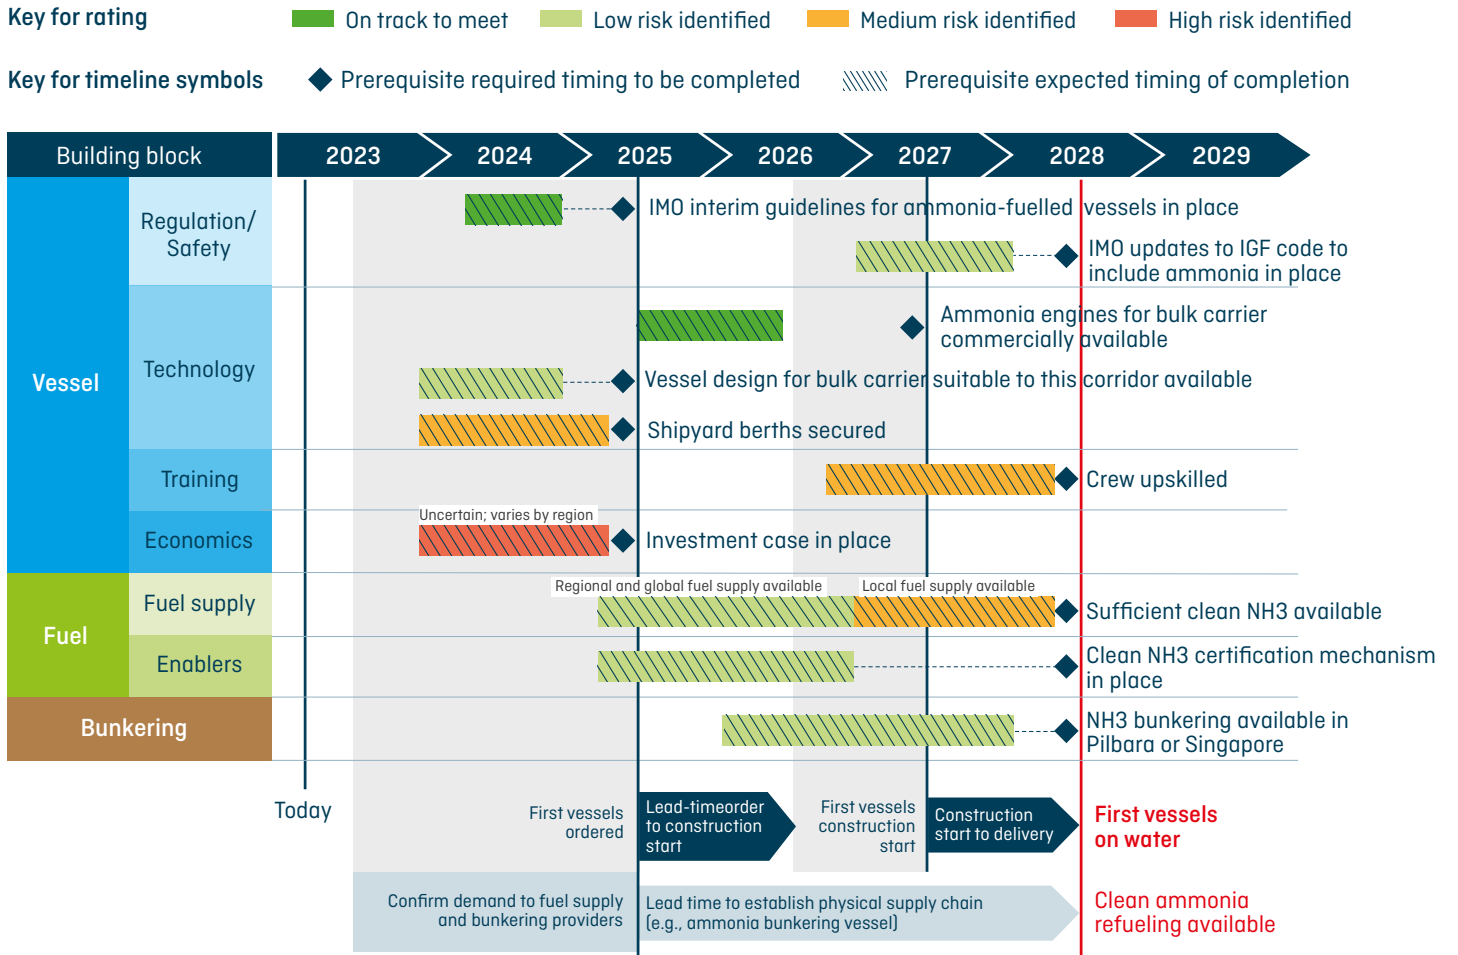 Key for rating
On track to meet
Low risk identified
Medium risk identified
High risk identified
Key for timeline symbols
Prerequisite required timing to be completed
Prerequisite expected timing of completion
Building block
2023
2024
2025
2026
2027
2028
2029
Vessel
Regulation/
Safety
IMO interim guidelines for ammonia-fuelled vessels in place
IMO updates to IGF code to
include ammonia in place
Technology
Ammonia engines for bulk carrier
commercially available
Vessel design for bulk carrier suitable to this corridor available
Shipyard berths secured
Training
Crew upskilled
Economics
Uncertain; varies by region
Investment case in place
Fuel
Fuel supply
Regional and global fuel supply available
Local fuel supply available
Sufficient clean NH3 available
Enablers
Clean NH3 certification mechanism
in place
Bunkering
NH3 bunkering available in
Pilbara or Singapore
Today
First vessels
ordered
Lead-timeorder
to construction
start
First vessels
construction
start
Construction
start to delivery
First vessels
on water
Confirm demand to fuel supply
and bunkering providers
Lead time to establish physical supply chain
(e.g., ammonia bunkering vessel)
Clean ammonia
refueling available